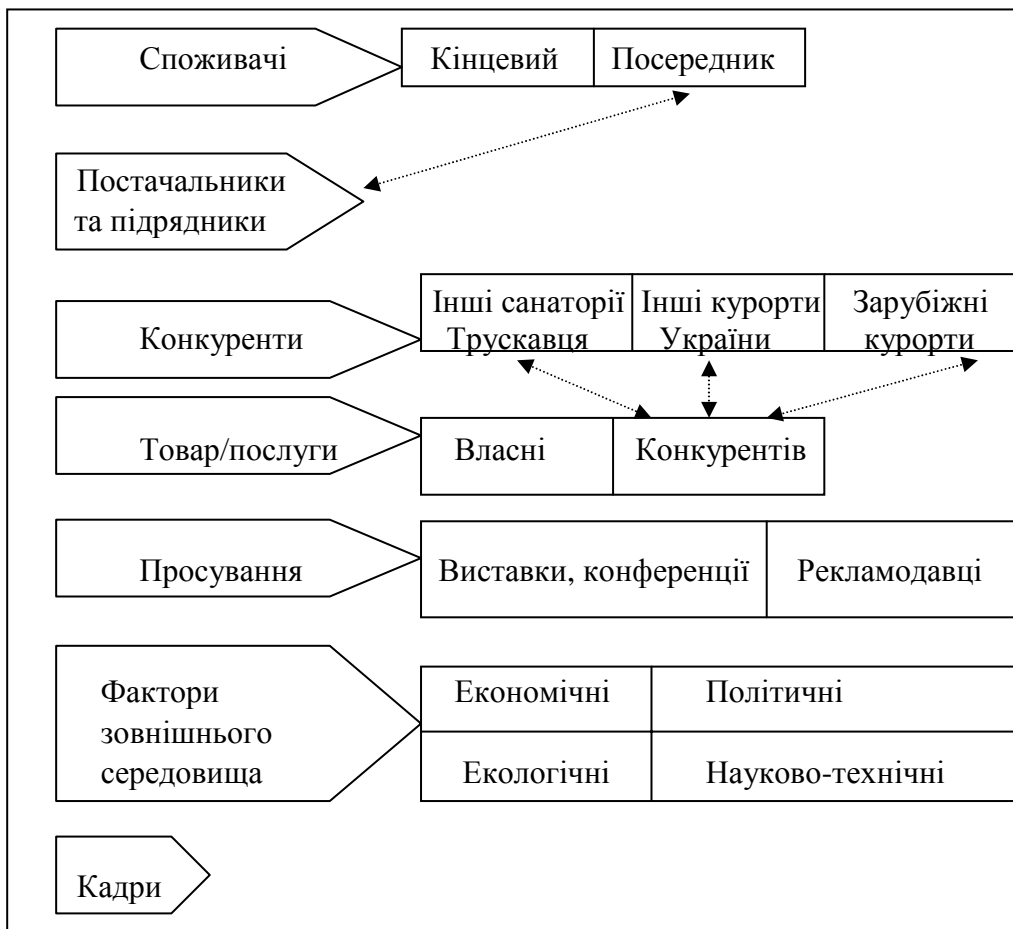 Споживачі
Кінцевий
Посередник
Постачальники
та підрядники
Конкуренти
Інші санаторії
Трускавця
Інші курорти
України
Зарубіжні
курорти
Товар/послуги
Власні
Конкурентів
Просування
Виставки, конференції
Рекламодавці
Фактори
зовнішнього
середовища
Економічні
Політичні
Екологічні
Науково-технічні
Кадри